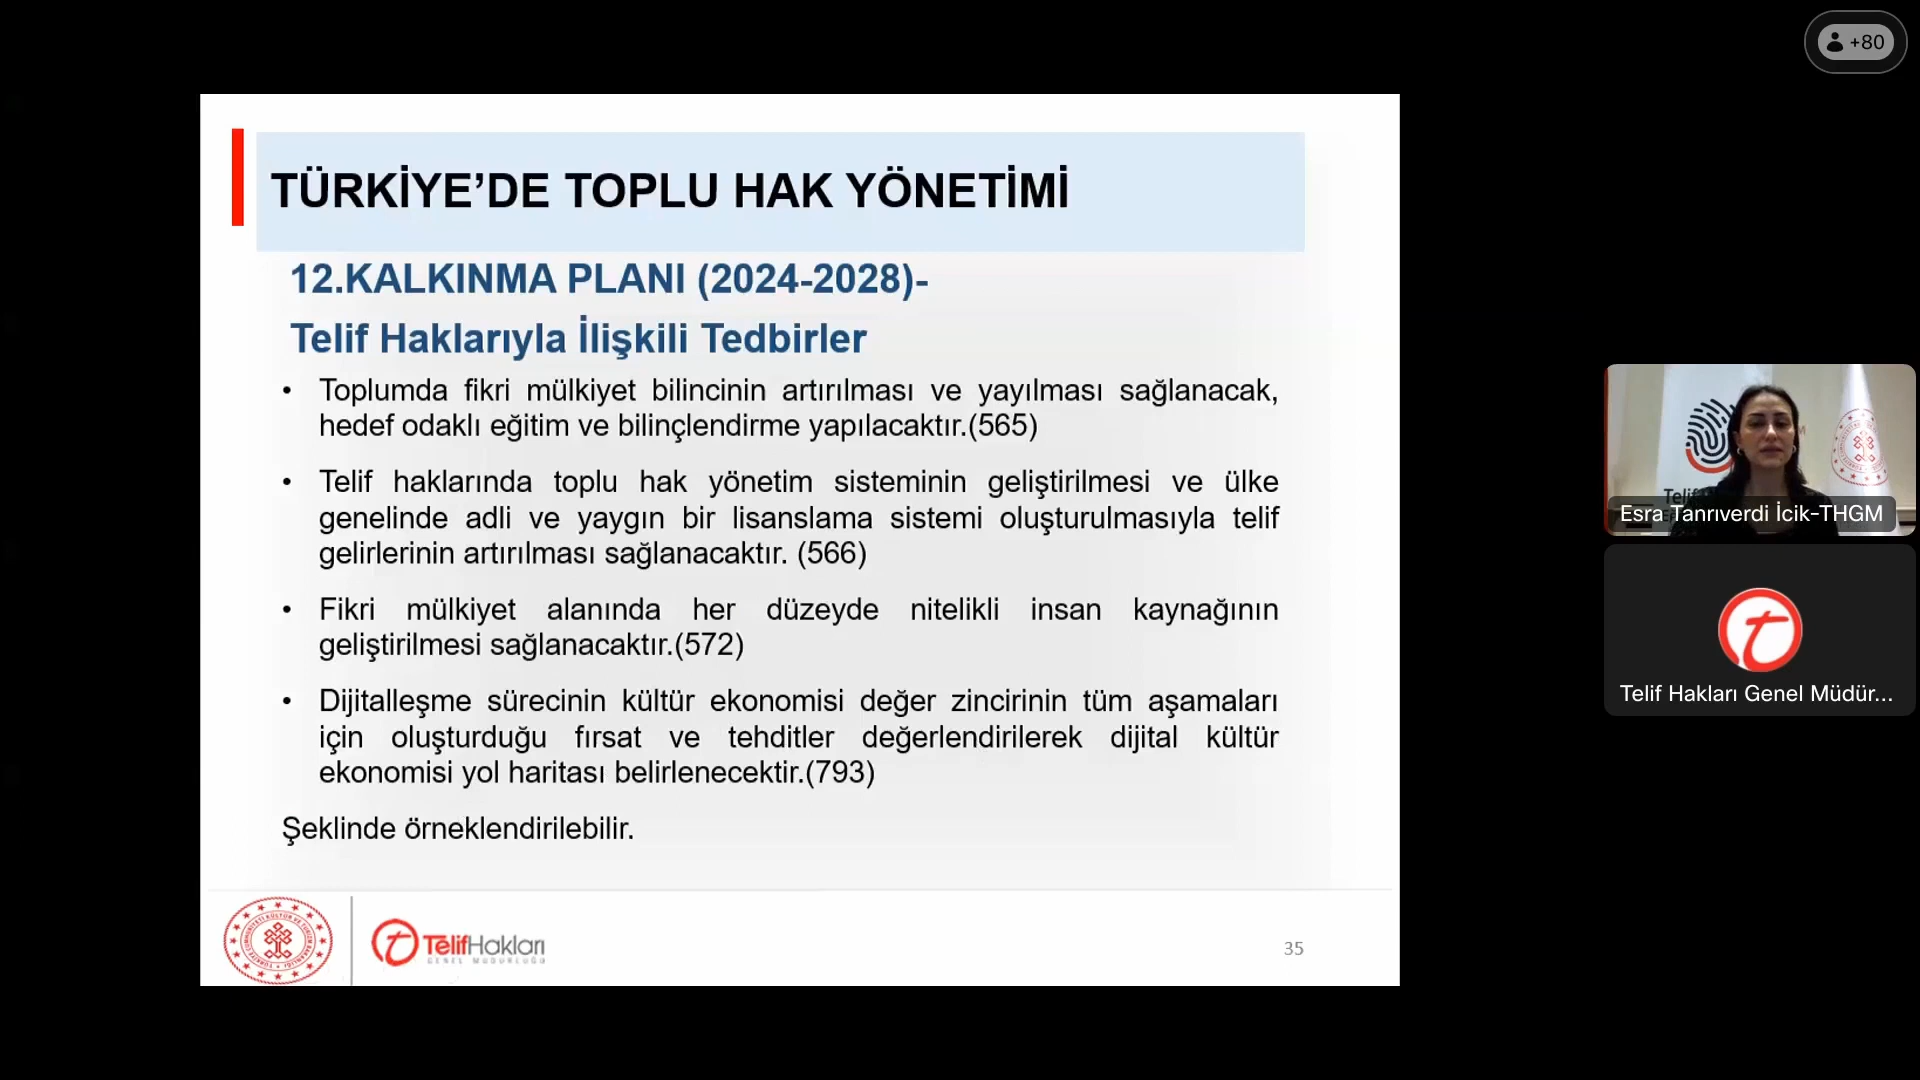 +80
TÜRKİYE’DE TOPLU HAK YÖNETİMİ
12.KALKINMA PLANI (2024-2028)-
Telif Haklarıyla İlişkili Tedbirler
• Toplumda fikri mülkiyet bilincinin artırılması ve yayılması sağlanacak,
hedef odaklı eğitim ve bilinçlendirme yapılacaktır.(565)
• Telif haklarında toplu hak yönetim sisteminin geliştirilmesi ve ülke
genelinde adli ve yaygın bir lisanslama sistemi oluşturulmasıyla telif
gelirlerinin artırılması sağlanacaktır. (566)
• Fikri mülkiyet alanında her düzeyde nitelikli insan kaynağının
geliştirilmesi sağlanacaktır.(572)
• Dijitalleşme sürecinin kültür ekonomisi değer zincirinin tüm aşamaları
için oluşturduğu fırsat ve tehditler değerlendirilerek dijital kültür
ekonomisi yol haritası belirlenecektir.(793)
Şeklinde örneklendirilebilir.
TelifHakları
GENEL MÜDÜRLÜĞÜ
35
Telif
Esra Tanrıverdi İcik-THGM
Telif Hakları Genel Müdür...